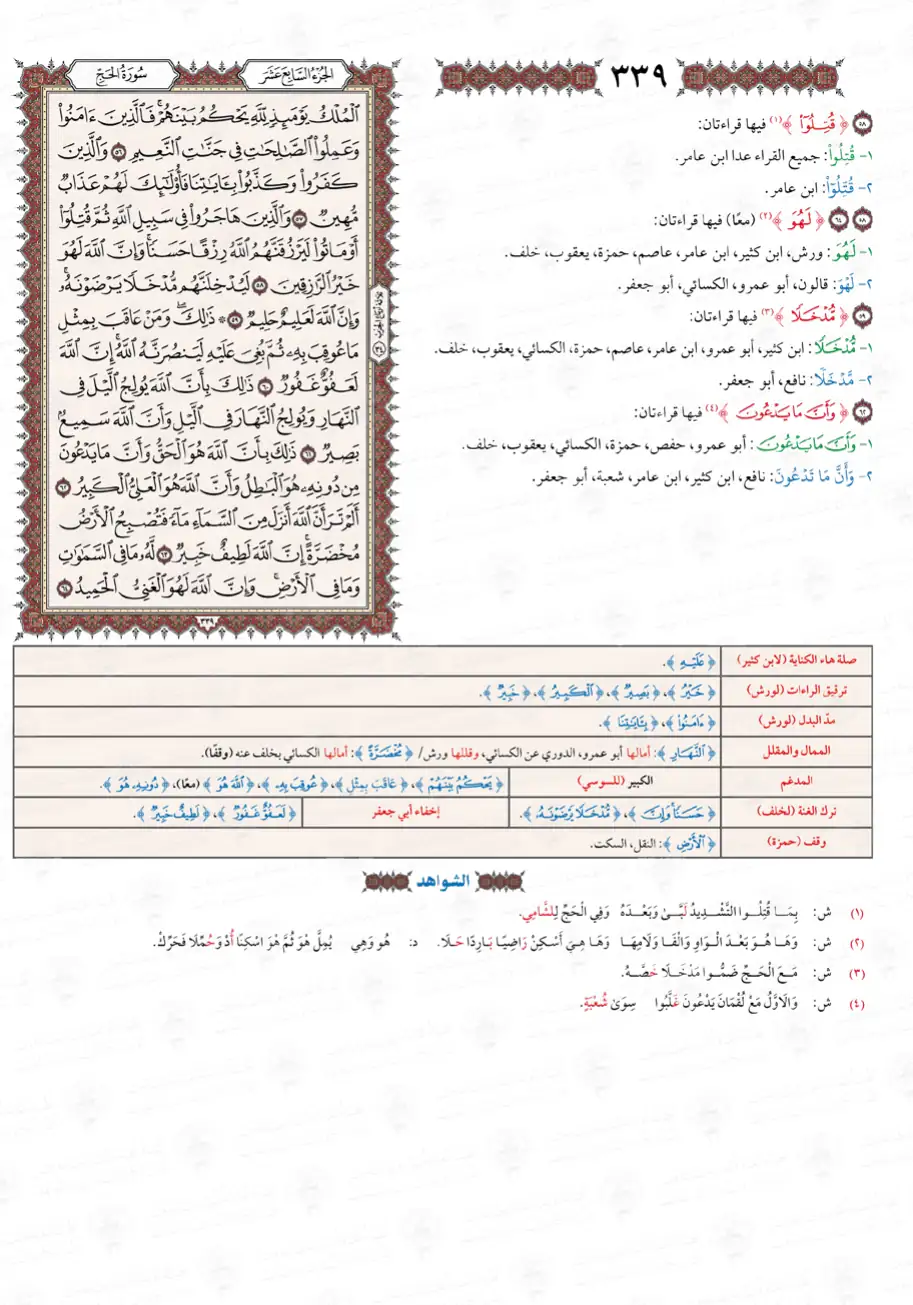 ٣٣٩
٥٨ ﴿ قُتِلُوٓاْ ﴾(١) فيها قراءتان:
١- قُتِلُواْ: جميع القراء عدا ابن عامر.
٢- قُتِّلُوٓاْ: ابن عامر.
٥٨ ٦٤ ﴿ لَهُوَ ﴾(٢) (معًا) فيها قراءتان:
١- لَهُوَ: ورش، ابن كثير، ابن عامر، عاصم، حمزة، يعقوب، خلف.
٢- لَهْوَ: قالون، أبو عمرو، الكسائي، أبو جعفر.
٥٩ ﴿ مُّدْخَلًا ﴾(٣) فيها قراءتان:
١- مُّدْخَلًا: ابن كثير، أبو عمرو، ابن عامر، عاصم، حمزة، الكسائي، يعقوب، خلف.
٢- مَّدْخَلًا: نافع، أبو جعفر.
٦٢ ﴿ وَأَنَّ مَا يَدْعُونَ ﴾(٤) فيها قراءتان:
١- وَأَنَّ مَا يَدْعُونَ: أبو عمرو، حفص، حمزة، الكسائي، يعقوب، خلف.
٢- وَأَنَّ مَا تَدْعُونَ: نافع، ابن كثير، ابن عامر، شعبة، أبو جعفر.
الجُزءُ السَّابِعَ عَشَرَ سُورَةُ الحَجِّ
ٱلْمُلْكُ يَوْمَئِذٍ لِّلَّهِ يَحْكُمُ بَيْنَهُمْۚ فَٱلَّذِينَ ءَامَنُواْ
وَعَمِلُواْ ٱلصَّٰلِحَٰتِ فِى جَنَّٰتِ ٱلنَّعِيمِ ٥٦ وَٱلَّذِينَ
كَفَرُواْ وَكَذَّبُواْ بِـَٔايَٰتِنَا فَأُوْلَٰٓئِكَ لَهُمْ عَذَابٌ
مُّهِينٌ ٥٧ وَٱلَّذِينَ هَاجَرُواْ فِى سَبِيلِ ٱللَّهِ ثُمَّ قُتِلُوٓاْ
أَوْ مَاتُواْ لَيَرْزُقَنَّهُمُ ٱللَّهُ رِزْقًا حَسَنًاۚ وَإِنَّ ٱللَّهَ لَهُوَ
خَيْرُ ٱلرَّٰزِقِينَ ٥٨ لَيُدْخِلَنَّهُم مُّدْخَلًا يَرْضَوْنَهُۥۚ
وَإِنَّ ٱللَّهَ لَعَلِيمٌ حَلِيمٌ ٥٩ ۞ ذَٰلِكَۖ وَمَنْ عَاقَبَ بِمِثْلِ
مَا عُوقِبَ بِهِۦ ثُمَّ بُغِىَ عَلَيْهِ لَيَنصُرَنَّهُ ٱللَّهُۚ إِنَّ ٱللَّهَ
لَعَفُوٌّ غَفُورٌ ٦٠ ذَٰلِكَ بِأَنَّ ٱللَّهَ يُولِجُ ٱلَّيْلَ فِى
ٱلنَّهَارِ وَيُولِجُ ٱلنَّهَارَ فِى ٱلَّيْلِ وَأَنَّ ٱللَّهَ سَمِيعٌۢ
بَصِيرٌ ٦١ ذَٰلِكَ بِأَنَّ ٱللَّهَ هُوَ ٱلْحَقُّ وَأَنَّ مَا يَدْعُونَ
مِن دُونِهِۦ هُوَ ٱلْبَٰطِلُ وَأَنَّ ٱللَّهَ هُوَ ٱلْعَلِىُّ ٱلْكَبِيرُ ٦٢
أَلَمْ تَرَ أَنَّ ٱللَّهَ أَنزَلَ مِنَ ٱلسَّمَآءِ مَآءً فَتُصْبِحُ ٱلْأَرْضُ
مُخْضَرَّةًۗ إِنَّ ٱللَّهَ لَطِيفٌ خَبِيرٌ ٦٣ لَّهُۥ مَا فِى ٱلسَّمَٰوَٰتِ
وَمَا فِى ٱلْأَرْضِۚ وَإِنَّ ٱللَّهَ لَهُوَ ٱلْغَنِىُّ ٱلْحَمِيدُ ٦٤
٣٣٩
صلة هاء الكناية (لابن كثير) ﴿ عَلَيْهِ ﴾.
ترقيق الراءات (لورش) ﴿ خَيْرُ ﴾، ﴿ بَصِيرٌ ﴾، ﴿ ٱلْكَبِيرُ ﴾، ﴿ خَبِيرٌ ﴾.
مدّ البدل (لورش) ﴿ ءَامَنُواْ ﴾، ﴿ بِـَٔايَٰتِنَا ﴾.
الممال والمقلل ﴿ ٱلنَّهَارِ ﴾: أمالها أبو عمرو، الدوري عن الكسائي، وقللها ورش/ ﴿ مُخْضَرَّةً ﴾: أمالها الكسائي بخلف عنه (وقفًا).
المدغم الكبير (للسوسي) ﴿ يَحْكُمُ بَيْنَهُمْ ﴾، ﴿ عَاقَبَ بِمِثْلِ ﴾، ﴿ عُوقِبَ بِهِۦ ﴾، ﴿ ٱللَّهَ هُوَ ﴾ (معًا)، ﴿ دُونِهِۦ هُوَ ﴾.
ترك الغنة (لخلف) ﴿ حَسَنًا وَإِنَّ ﴾، ﴿ مُّدْخَلًا يَرْضَوْنَهُۥ ﴾. إخفاء أبي جعفر ﴿ لَعَفُوٌّ غَفُورٌ ﴾، ﴿ لَطِيفٌ خَبِيرٌ ﴾.
وقف (حمزة) ﴿ ٱلْأَرْضِ ﴾: النقل، السكت.
الشواهد
(١) ش: بِمَا قُتِلُوا التَّشْدِيدُ لَبَّىٰ وَبَعْدَهُ وَفِي الْحَجِّ لِلشَّامِي.
(٢) ش: وَهَا هُوَ بَعْدَ الْوَاوِ وَالْفَا وَلَامِهَا وَهَا هِيَ أَسْكِنْ رَاضِيًا بَارِدًا حَلَا. د: هُو وَهِي يُمِلَّ هُوَ ثُمَّ هُوَ اسْكِنًا أُدْ وَحُمِّلَا فَحَرِّكْ.
(٣) ش: مَعَ الْحَجِّ ضَمُّوا مَدْخَلًا خَصَّهُ.
(٤) ش: وَالَاوَّلُ مَعْ لُقْمَانَ يَدْعُونَ غَلَّبُوا سِوَىٰ شُعْبَةٍ.